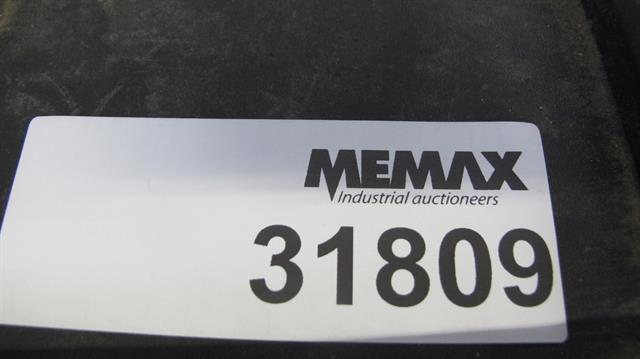 MEMAX
Industrial auctioneers
31809